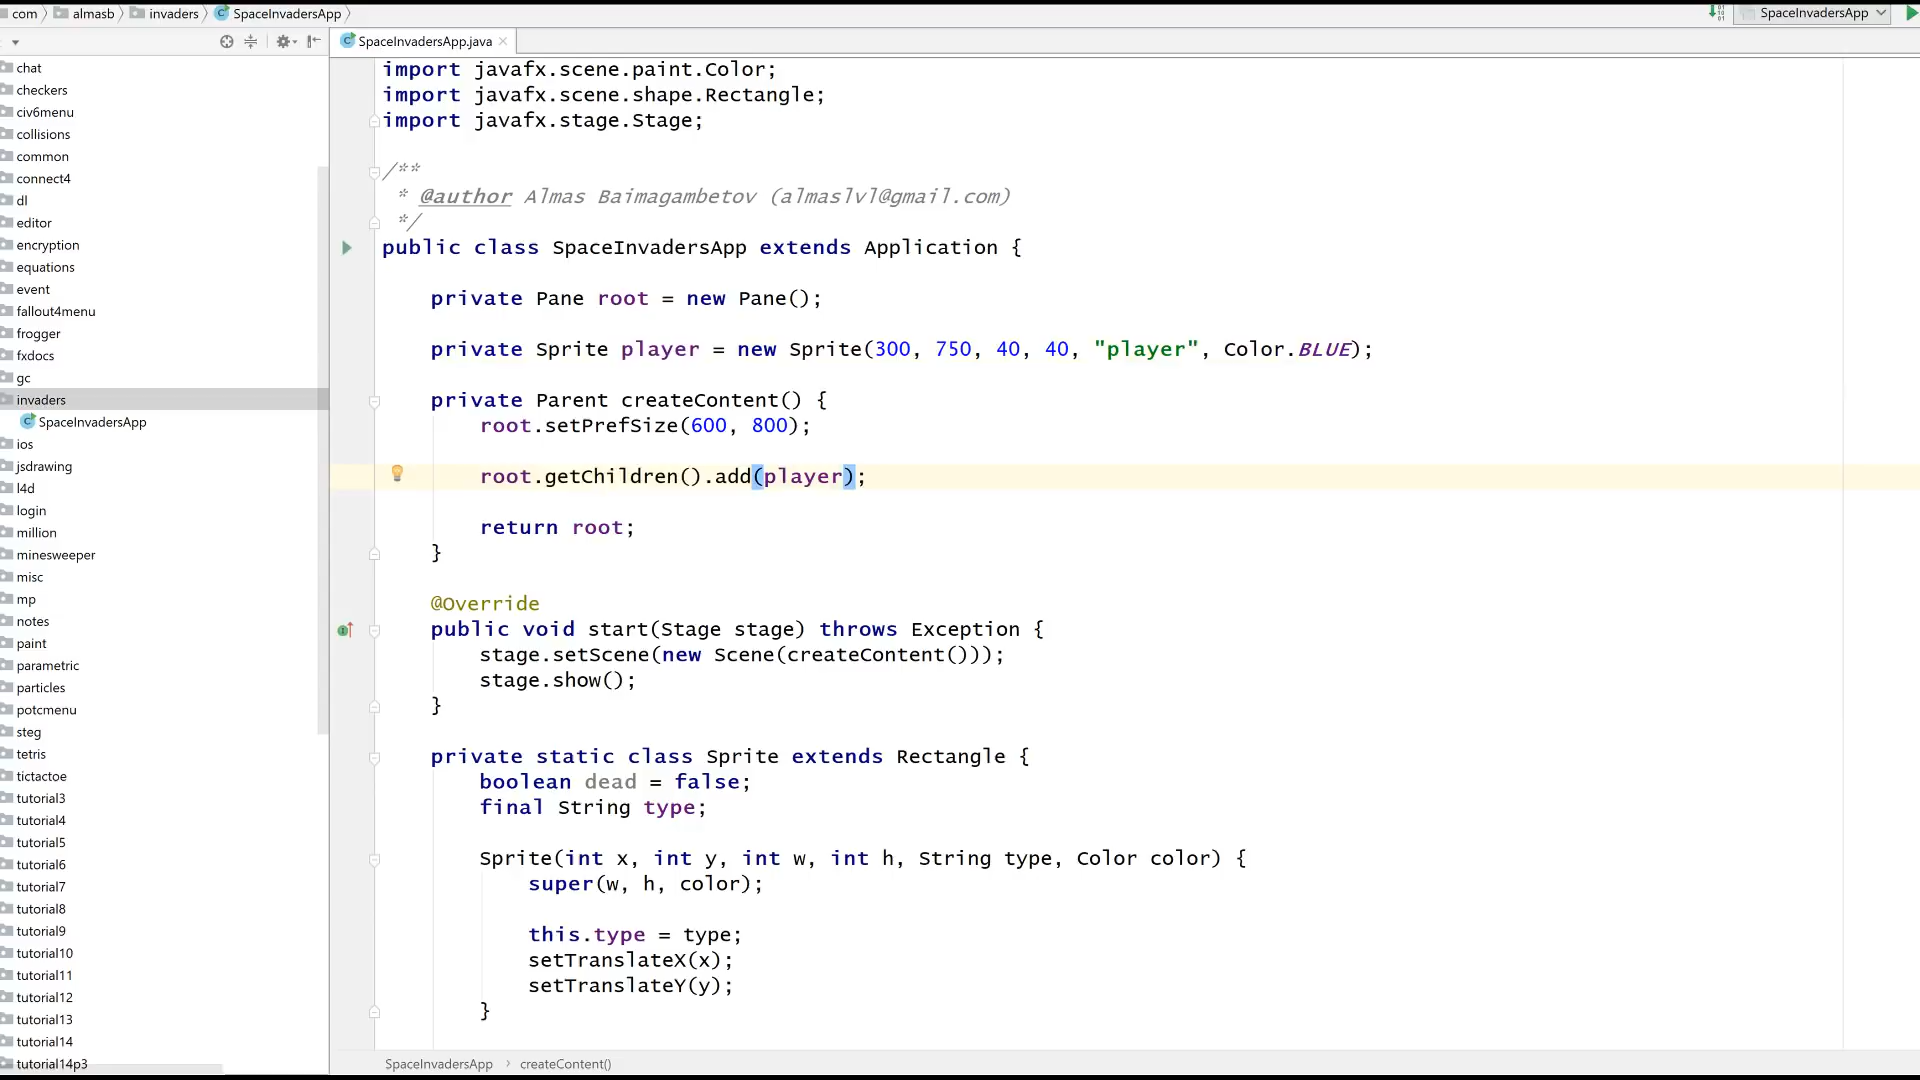 com almasb invaders SpaceInvadersApp
SpaceInvadersApp
SpaceInvadersApp.java
chat
checkers
civ6menu
collisions
common
connect4
dl
editor
encryption
equations
event
fallout4menu
frogger
fxdocs
gc
invaders
SpaceInvadersApp
ios
jsdrawing
l4d
login
million
minesweeper
misc
mp
notes
paint
parametric
particles
potcmenu
steg
tetris
tictactoe
tutorial3
tutorial4
tutorial5
tutorial6
tutorial7
tutorial8
tutorial9
tutorial10
tutorial11
tutorial12
tutorial13
tutorial14
tutorial14p3
import javafx.scene.paint.Color;
import javafx.scene.shape.Rectangle;
import javafx.stage.Stage;
/**
* @author Almas Baimagambetov (almaslvl@gmail.com)
*/
public class SpaceInvadersApp extends Application {
private Pane root = new Pane();
private Sprite player = new Sprite(300, 750, 40, 40, "player", Color.BLUE);
private Parent createContent() {
root.setPrefSize(600, 800);
root.getChildren().add(player);
return root;
}
@Override
public void start(Stage stage) throws Exception {
stage.setScene(new Scene(createContent()));
stage.show();
}
private static class Sprite extends Rectangle {
boolean dead = false;
final String type;
Sprite(int x, int y, int w, int h, String type, Color color) {
super(w, h, color);
this.type = type;
setTranslateX(x);
setTranslateY(y);
}
SpaceInvadersApp › createContent()